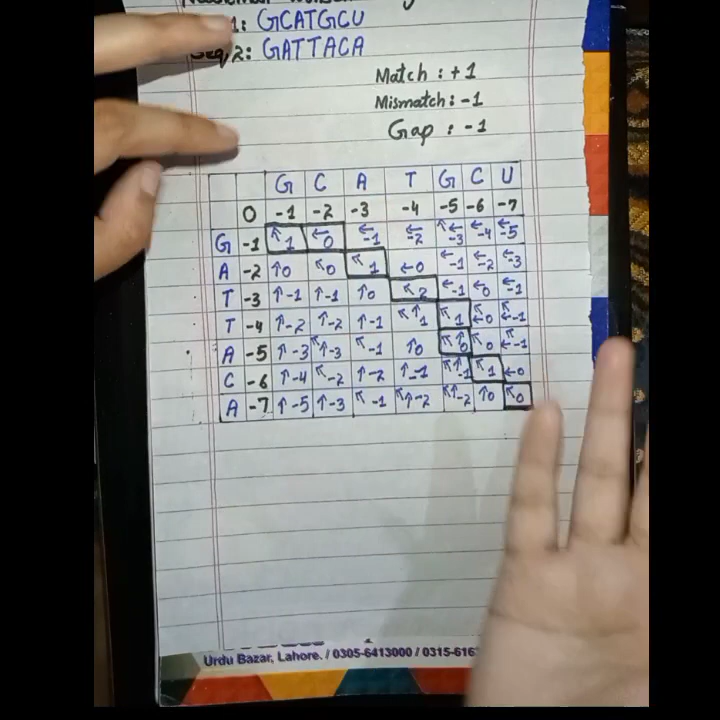 1: GCATGCU
Seq 2: GATTACA
Match : +1
Mismatch : -1
Gap : -1
G C A T G C U
0 -1 -2 -3 -4 -5 -6 -7
G -1 ↖1 ←0 ←-1 ←-2 ↖←-3 ←-4 ←-5
A -2 ↑0 ↖0 ↖1 ←0 ←-1 ←-2 ←-3
T -3 ↑-1 ↑-1 ↑0 ↖2 ←-1 ←0 ←-1
T -4 ↑-2 ↑-2 ↑-1 ↖↑1 ↖1 ←0 ↖←-1
A -5 ↑-3 ↖↑-3 ↖-1 ↑0 ↖↑0 ↖0 ↖←-1
C -6 ↑-4 ↖-2 ↑-2 ↑-1 ↖↑-1 ↖1 ←0
A -7 ↑-5 ↑-3 ↖-1 ↖↑-2 ↖↑-2 ↑0 ↖0
Urdu Bazar, Lahore. / 0305-6413000 / 0315-616